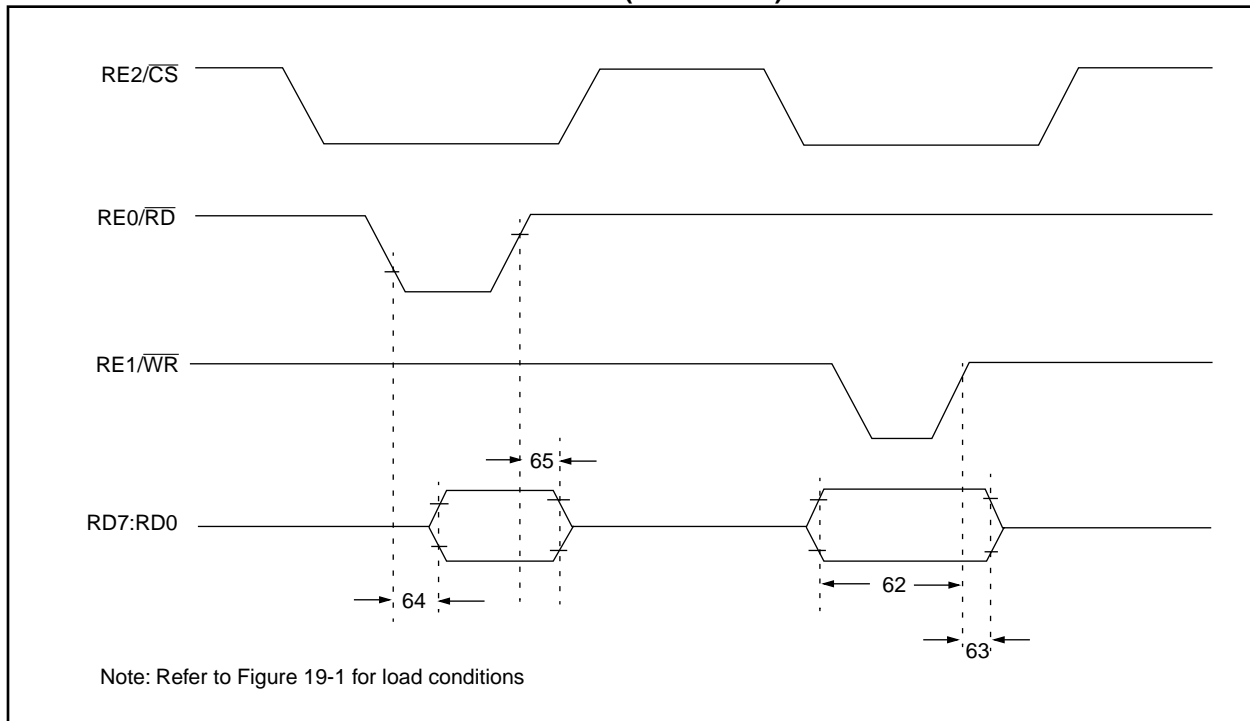 RE2/CS
RE0/RD
RE1/WR
65
RD7:RD0
62
64
63
Note: Refer to Figure 19-1 for load conditions